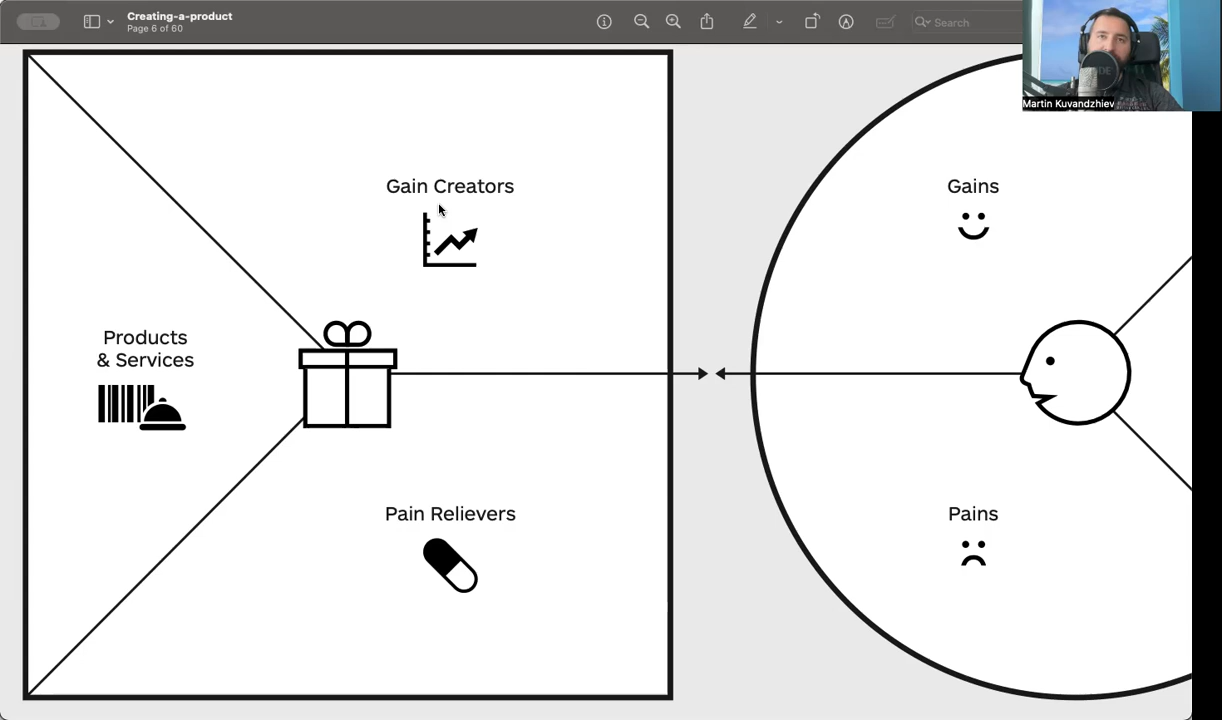 Creating-a-product
Page 6 of 60
Search
Martin Kuvandzhiev
Gain Creators
Gains
Products
& Services
Pain Relievers
Pains